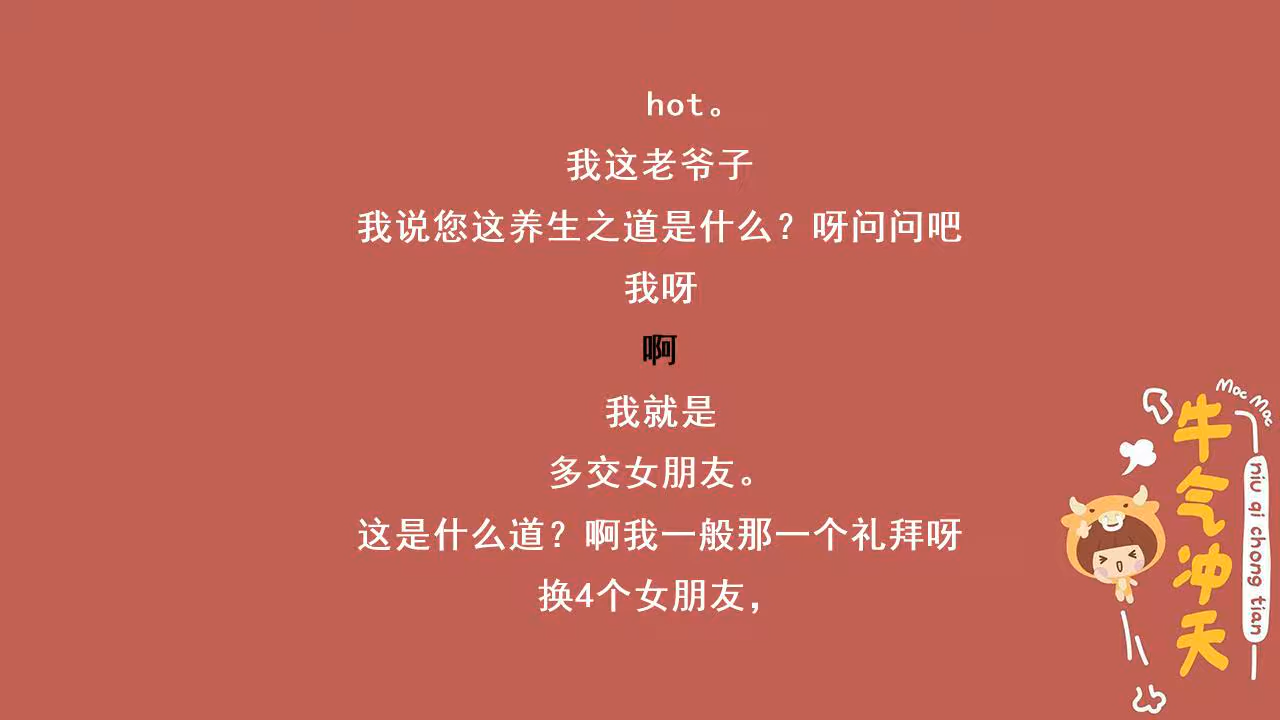 hot。
我这老爷子
我说您这养生之道是什么？呀问问吧
我呀
啊
我就是
多交女朋友。
这是什么道？啊我一般那一个礼拜呀
换4个女朋友，
Moc Moc
牛气冲天
niu qi chong tian